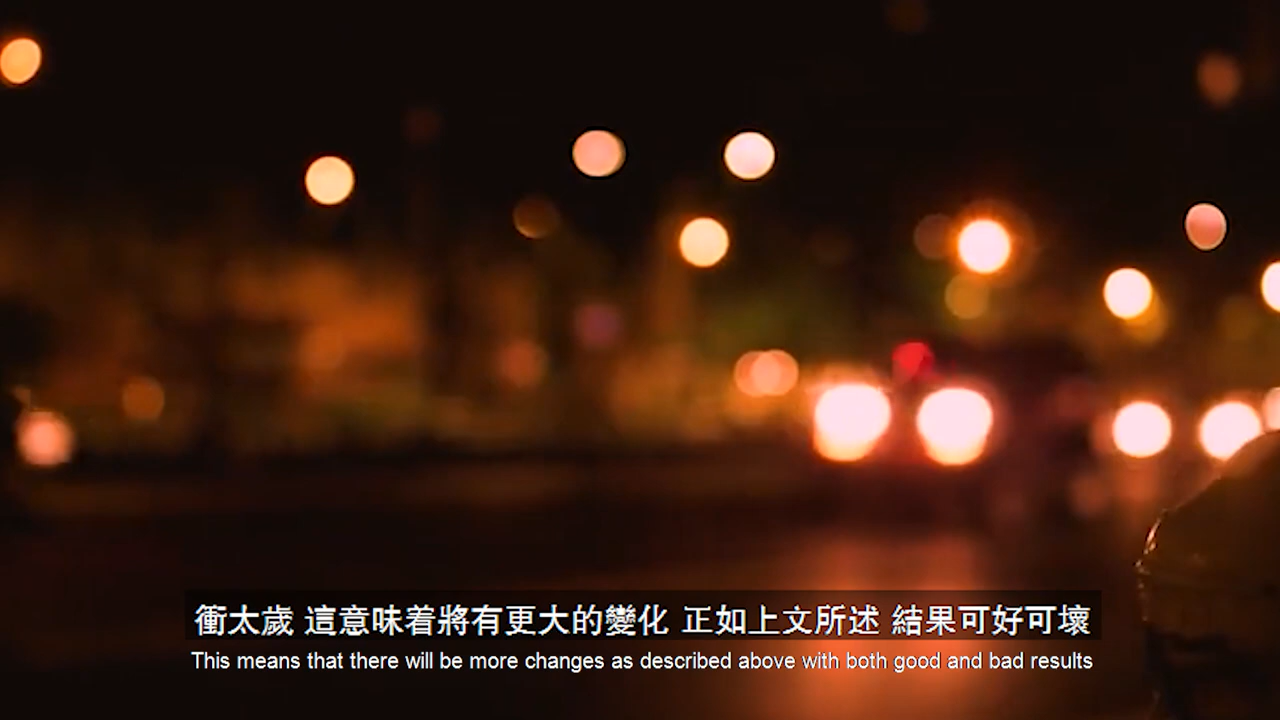 衝太歲 這意味着將有更大的變化 正如上文所述 結果可好可壞
This means that there will be more changes as described above with both good and bad results